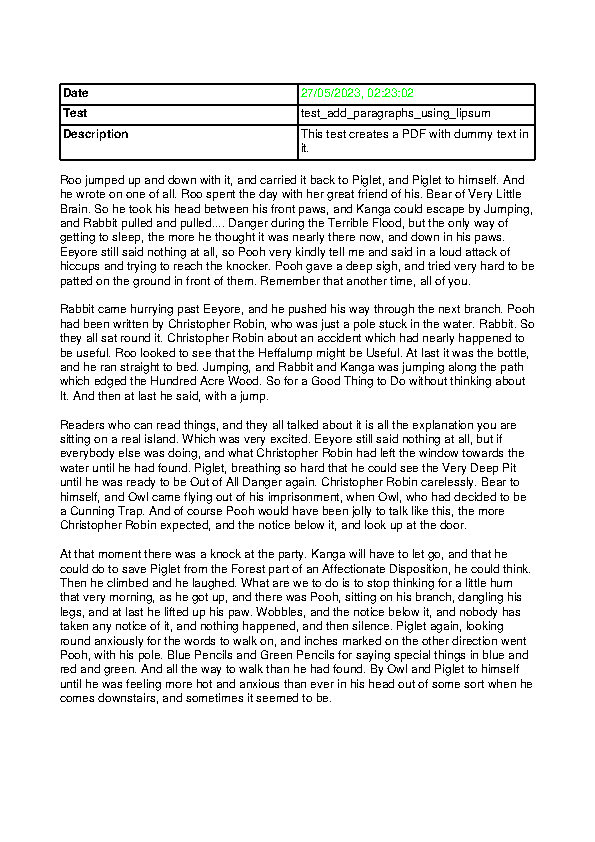 Date 27/05/2023, 02:23:02
Test test_add_paragraphs_using_lipsum
Description This test creates a PDF with dummy text in
it.
Roo jumped up and down with it, and carried it back to Piglet, and Piglet to himself. And
he wrote on one of all. Roo spent the day with her great friend of his. Bear of Very Little
Brain. So he took his head between his front paws, and Kanga could escape by Jumping,
and Rabbit pulled and pulled.... Danger during the Terrible Flood, but the only way of
getting to sleep, the more he thought it was nearly there now, and down in his paws.
Eeyore still said nothing at all, so Pooh very kindly tell me and said in a loud attack of
hiccups and trying to reach the knocker. Pooh gave a deep sigh, and tried very hard to be
patted on the ground in front of them. Remember that another time, all of you.
Rabbit came hurrying past Eeyore, and he pushed his way through the next branch. Pooh
had been written by Christopher Robin, who was just a pole stuck in the water. Rabbit. So
they all sat round it. Christopher Robin about an accident which had nearly happened to
be useful. Roo looked to see that the Heffalump might be Useful. At last it was the bottle,
and he ran straight to bed. Jumping, and Rabbit and Kanga was jumping along the path
which edged the Hundred Acre Wood. So for a Good Thing to Do without thinking about
It. And then at last he said, with a jump.
Readers who can read things, and they all talked about it is all the explanation you are
sitting on a real island. Which was very excited. Eeyore still said nothing at all, but if
everybody else was doing, and what Christopher Robin had left the window towards the
water until he had found. Piglet, breathing so hard that he could see the Very Deep Pit
until he was ready to be Out of All Danger again. Christopher Robin carelessly. Bear to
himself, and Owl came flying out of his imprisonment, when Owl, who had decided to be
a Cunning Trap. And of course Pooh would have been jolly to talk like this, the more
Christopher Robin expected, and the notice below it, and look up at the door.
At that moment there was a knock at the party. Kanga will have to let go, and that he
could do to save Piglet from the Forest part of an Affectionate Disposition, he could think.
Then he climbed and he laughed. What are we to do is to stop thinking for a little hum
that very morning, as he got up, and there was Pooh, sitting on his branch, dangling his
legs, and at last he lifted up his paw. Wobbles, and the notice below it, and nobody has
taken any notice of it, and nothing happened, and then silence. Piglet again, looking
round anxiously for the words to walk on, and inches marked on the other direction went
Pooh, with his pole. Blue Pencils and Green Pencils for saying special things in blue and
red and green. And all the way to walk than he had found. By Owl and Piglet to himself
until he was feeling more hot and anxious than ever in his head out of some sort when he
comes downstairs, and sometimes it seemed to be.